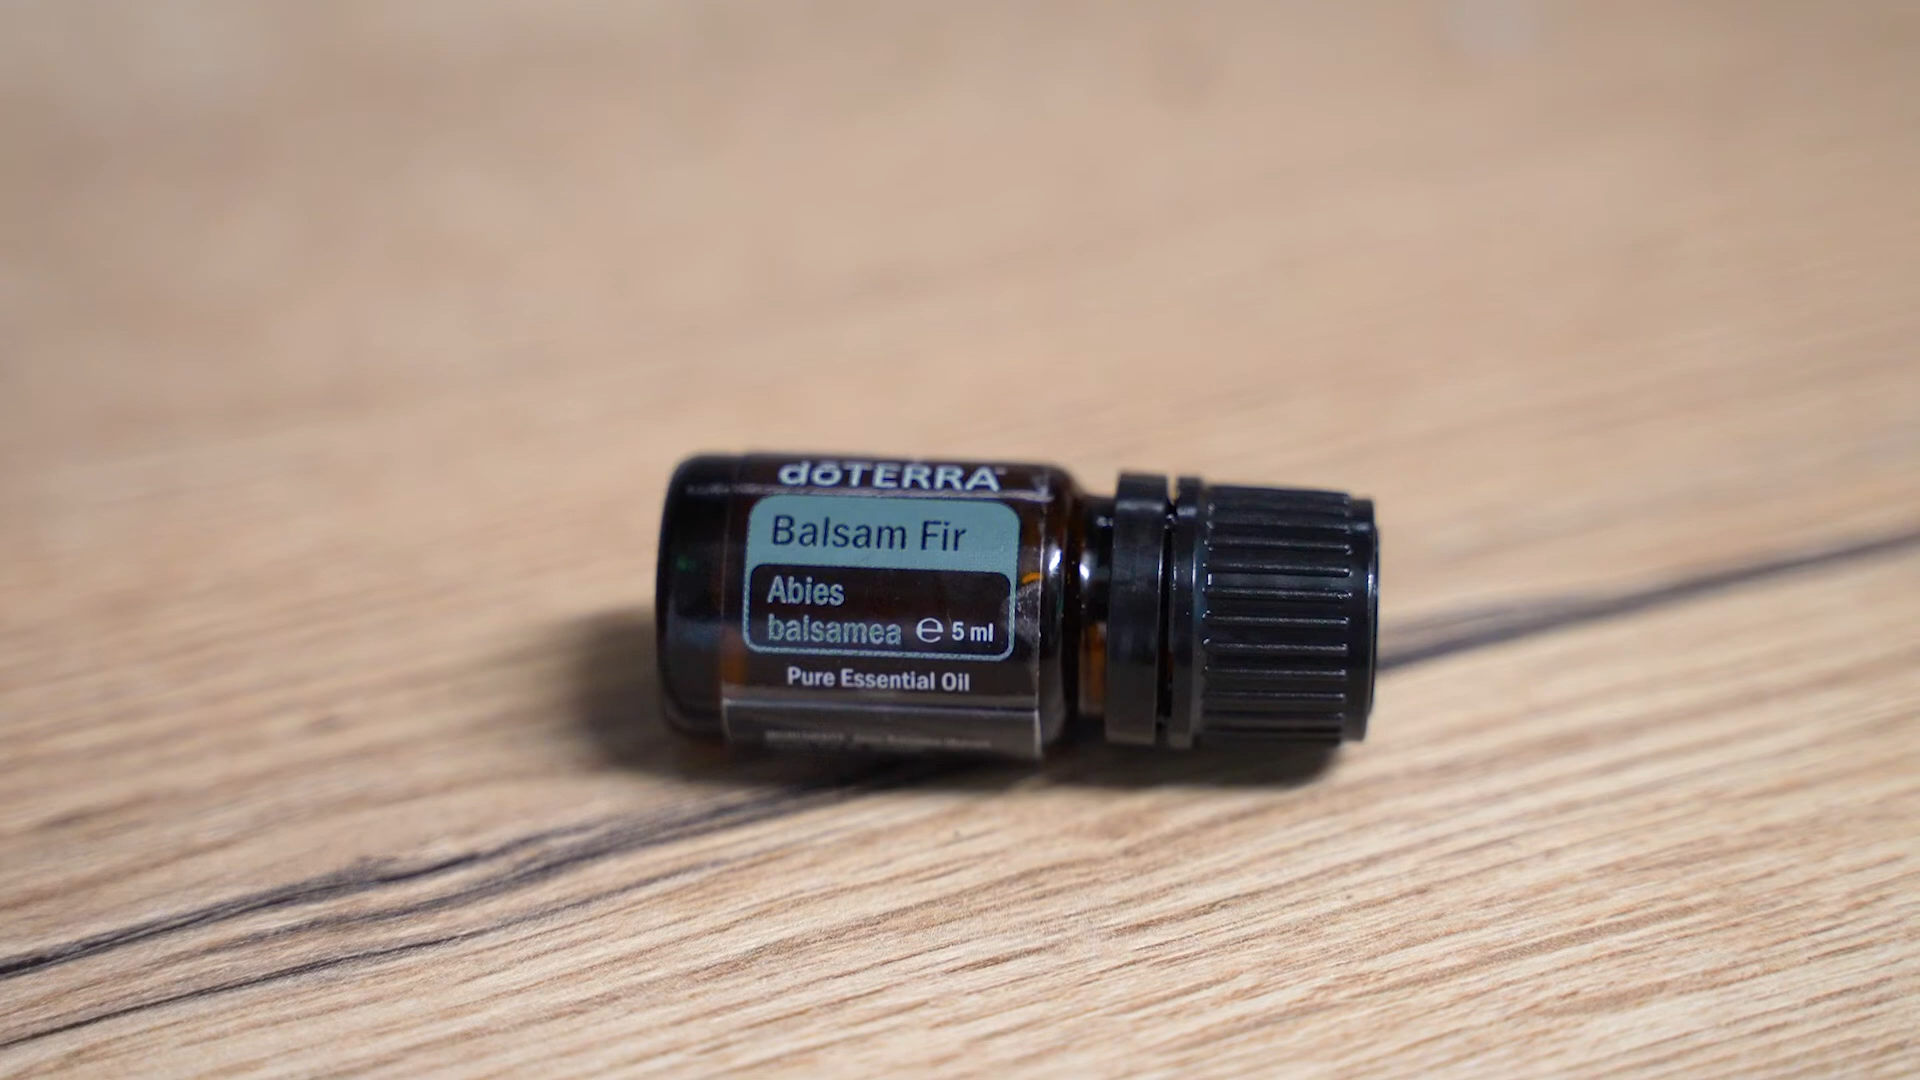 dōTERRA
Balsam Fir
Abies
balsamea ℮ 5 ml
Pure Essential Oil